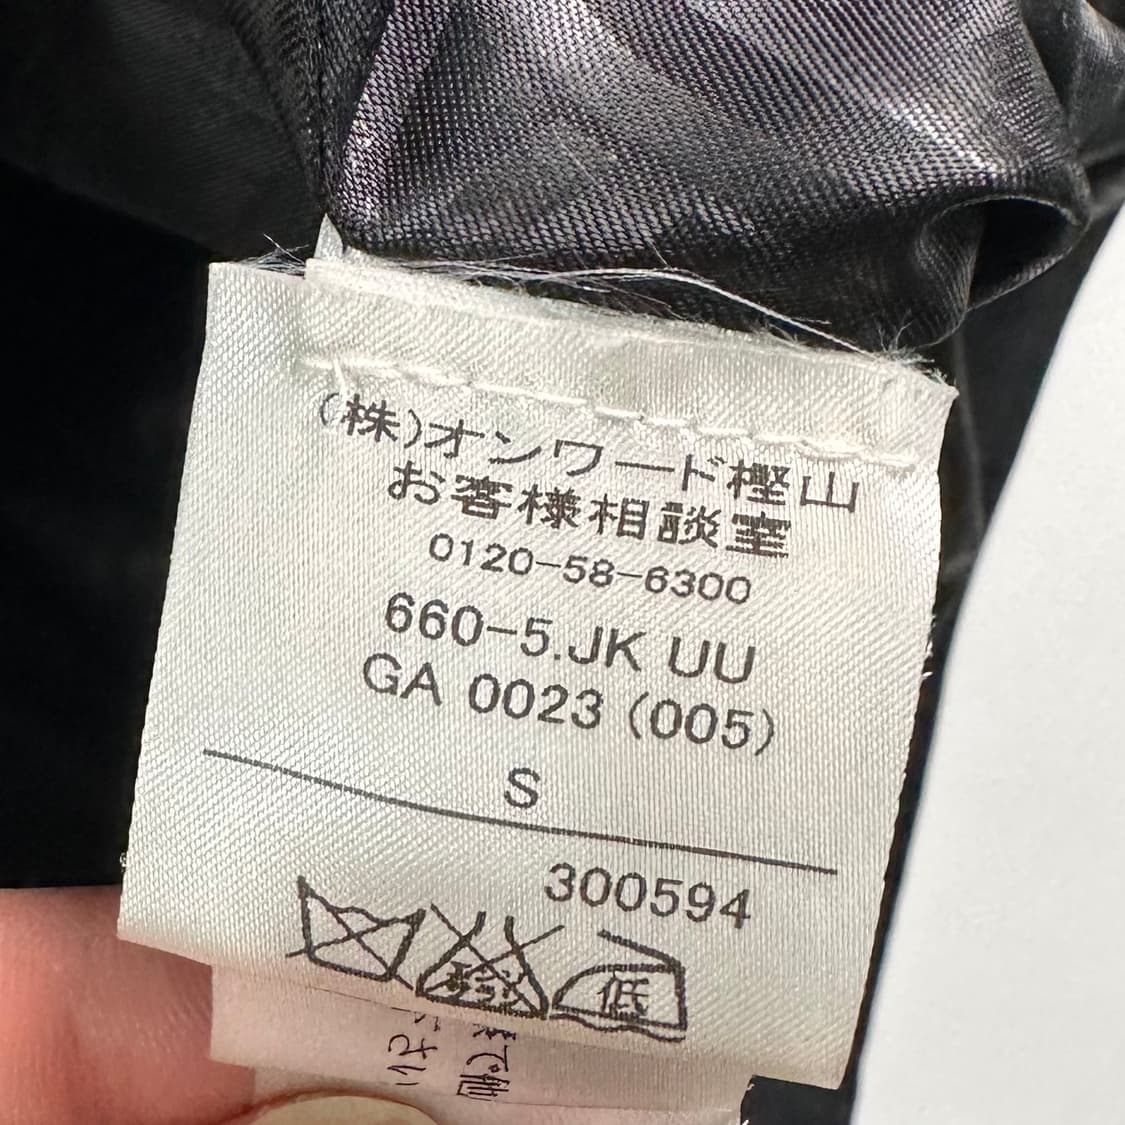 (株)オンワード樫山
お客様相談室
0120-58-6300
660-5.JK UU
GA 0023 (005)
S
300594
低